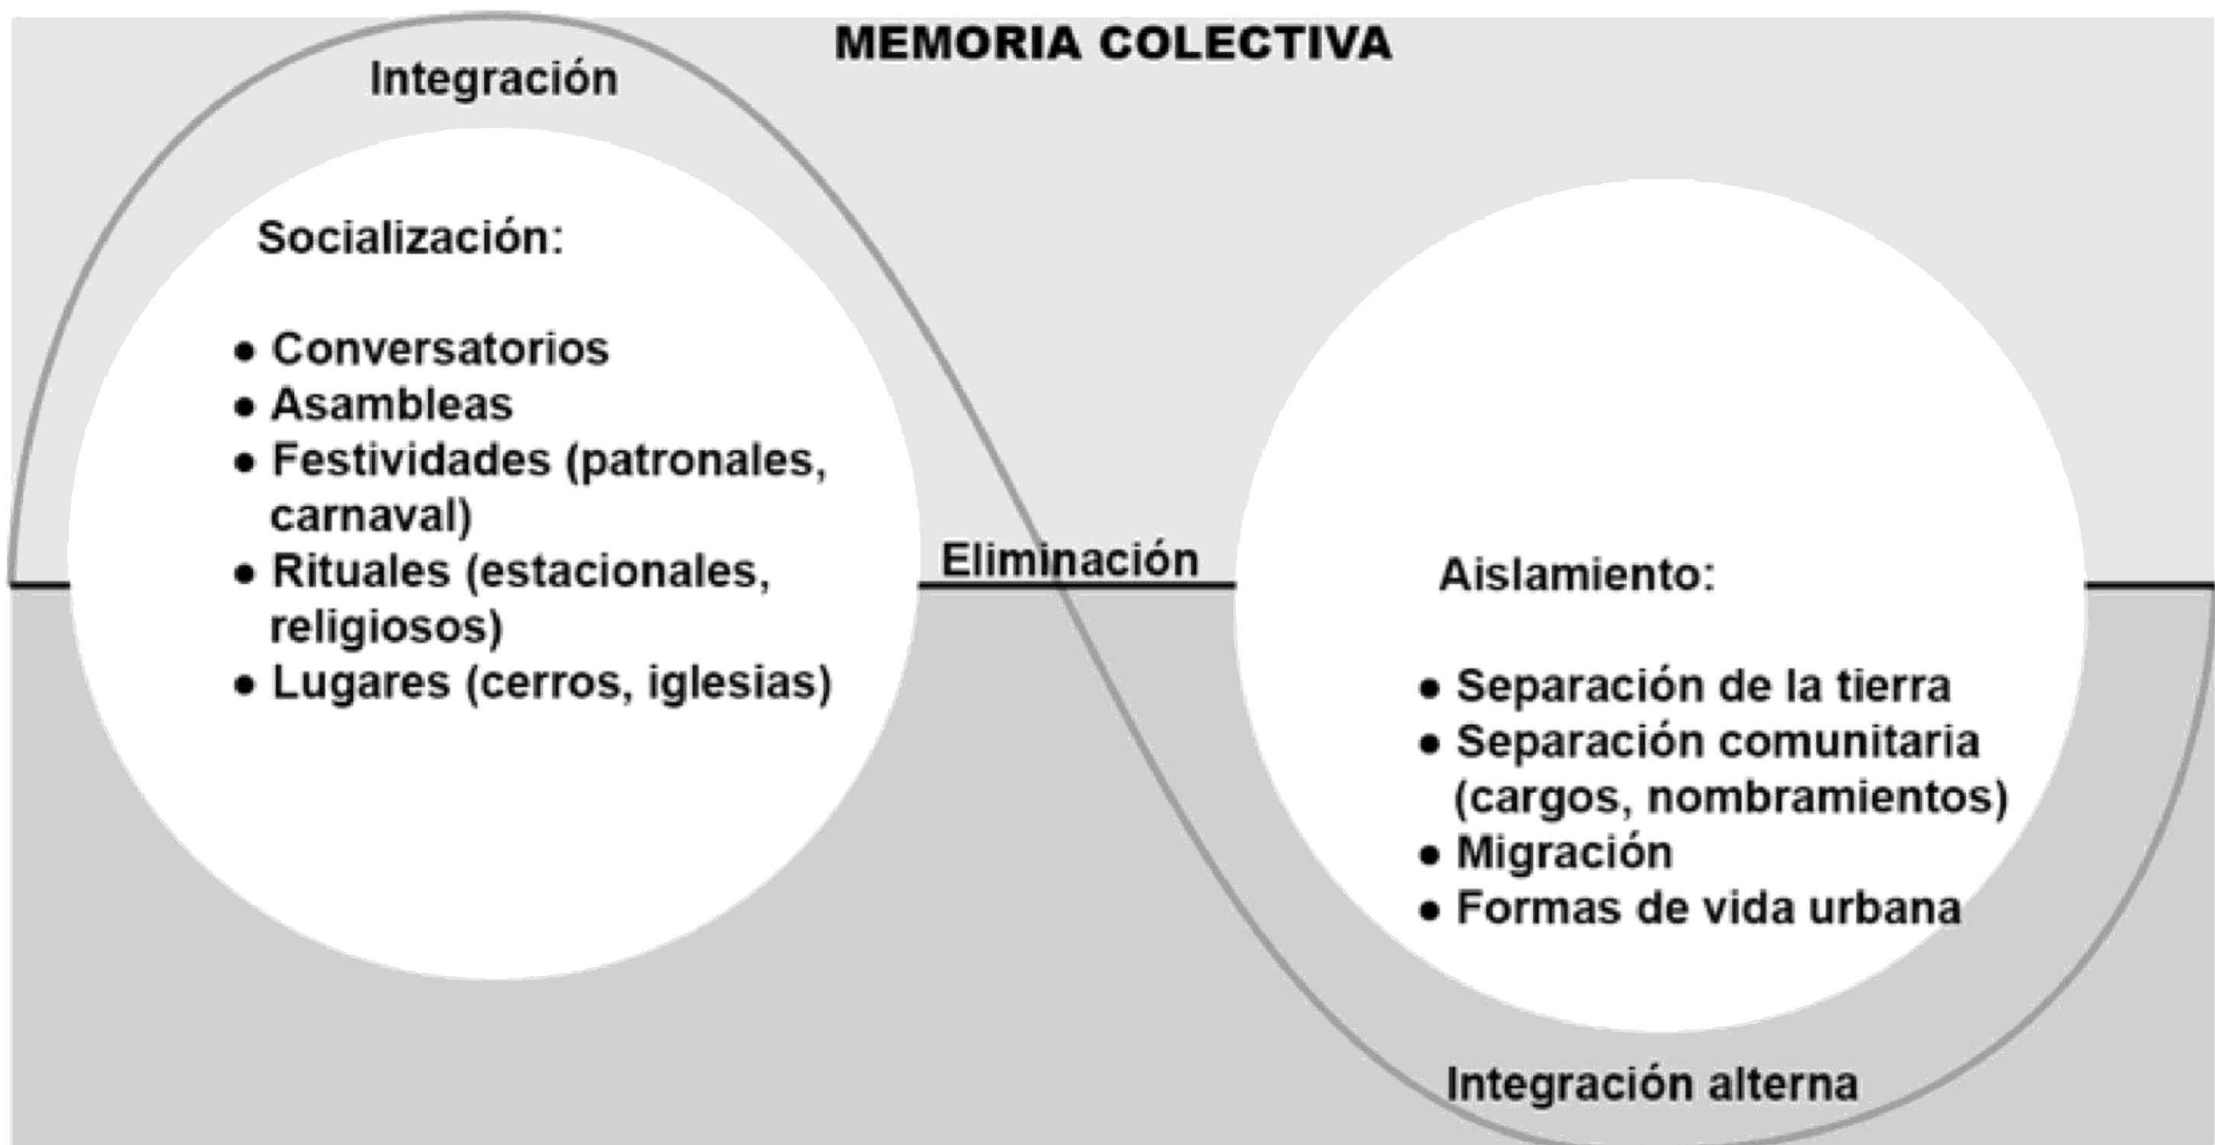 MEMORIA COLECTIVA
Integración
Socialización:
● Conversatorios
● Asambleas
● Festividades (patronales,
carnaval)
● Rituales (estacionales,
religiosos)
● Lugares (cerros, iglesias)
Eliminación
Aislamiento:
● Separación de la tierra
● Separación comunitaria
(cargos, nombramientos)
● Migración
● Formas de vida urbana
Integración alterna